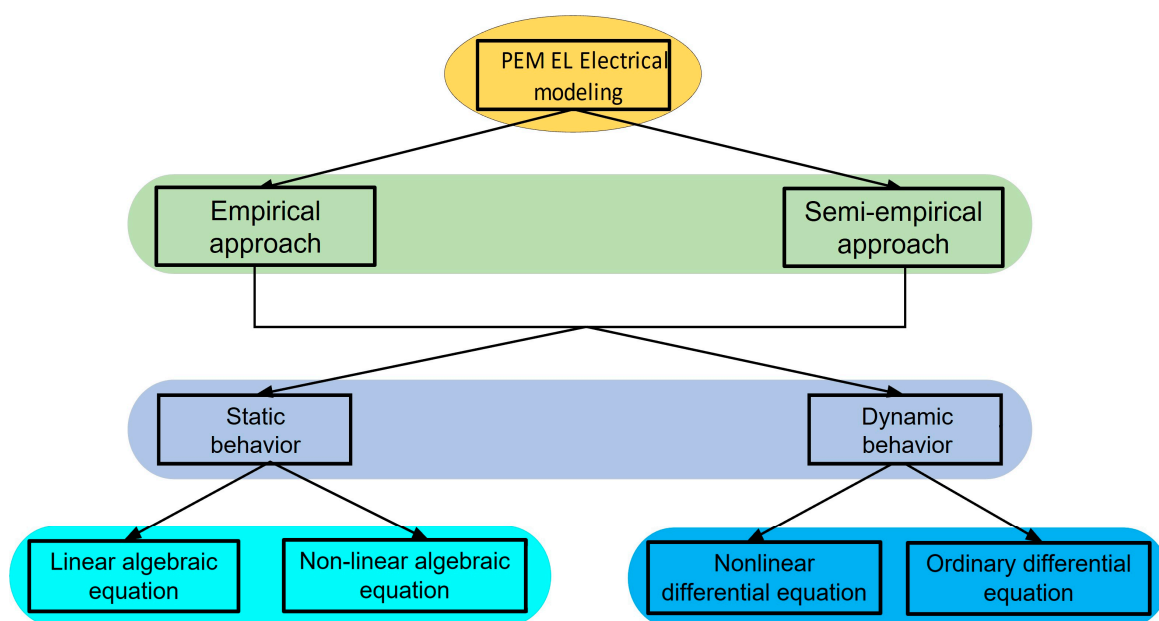 PEM EL Electrical
modeling
Empirical
approach
Semi-empirical
approach
Static
behavior
Dynamic
behavior
Linear algebraic
equation
Non-linear algebraic
equation
Nonlinear
differential equation
Ordinary differential
equation